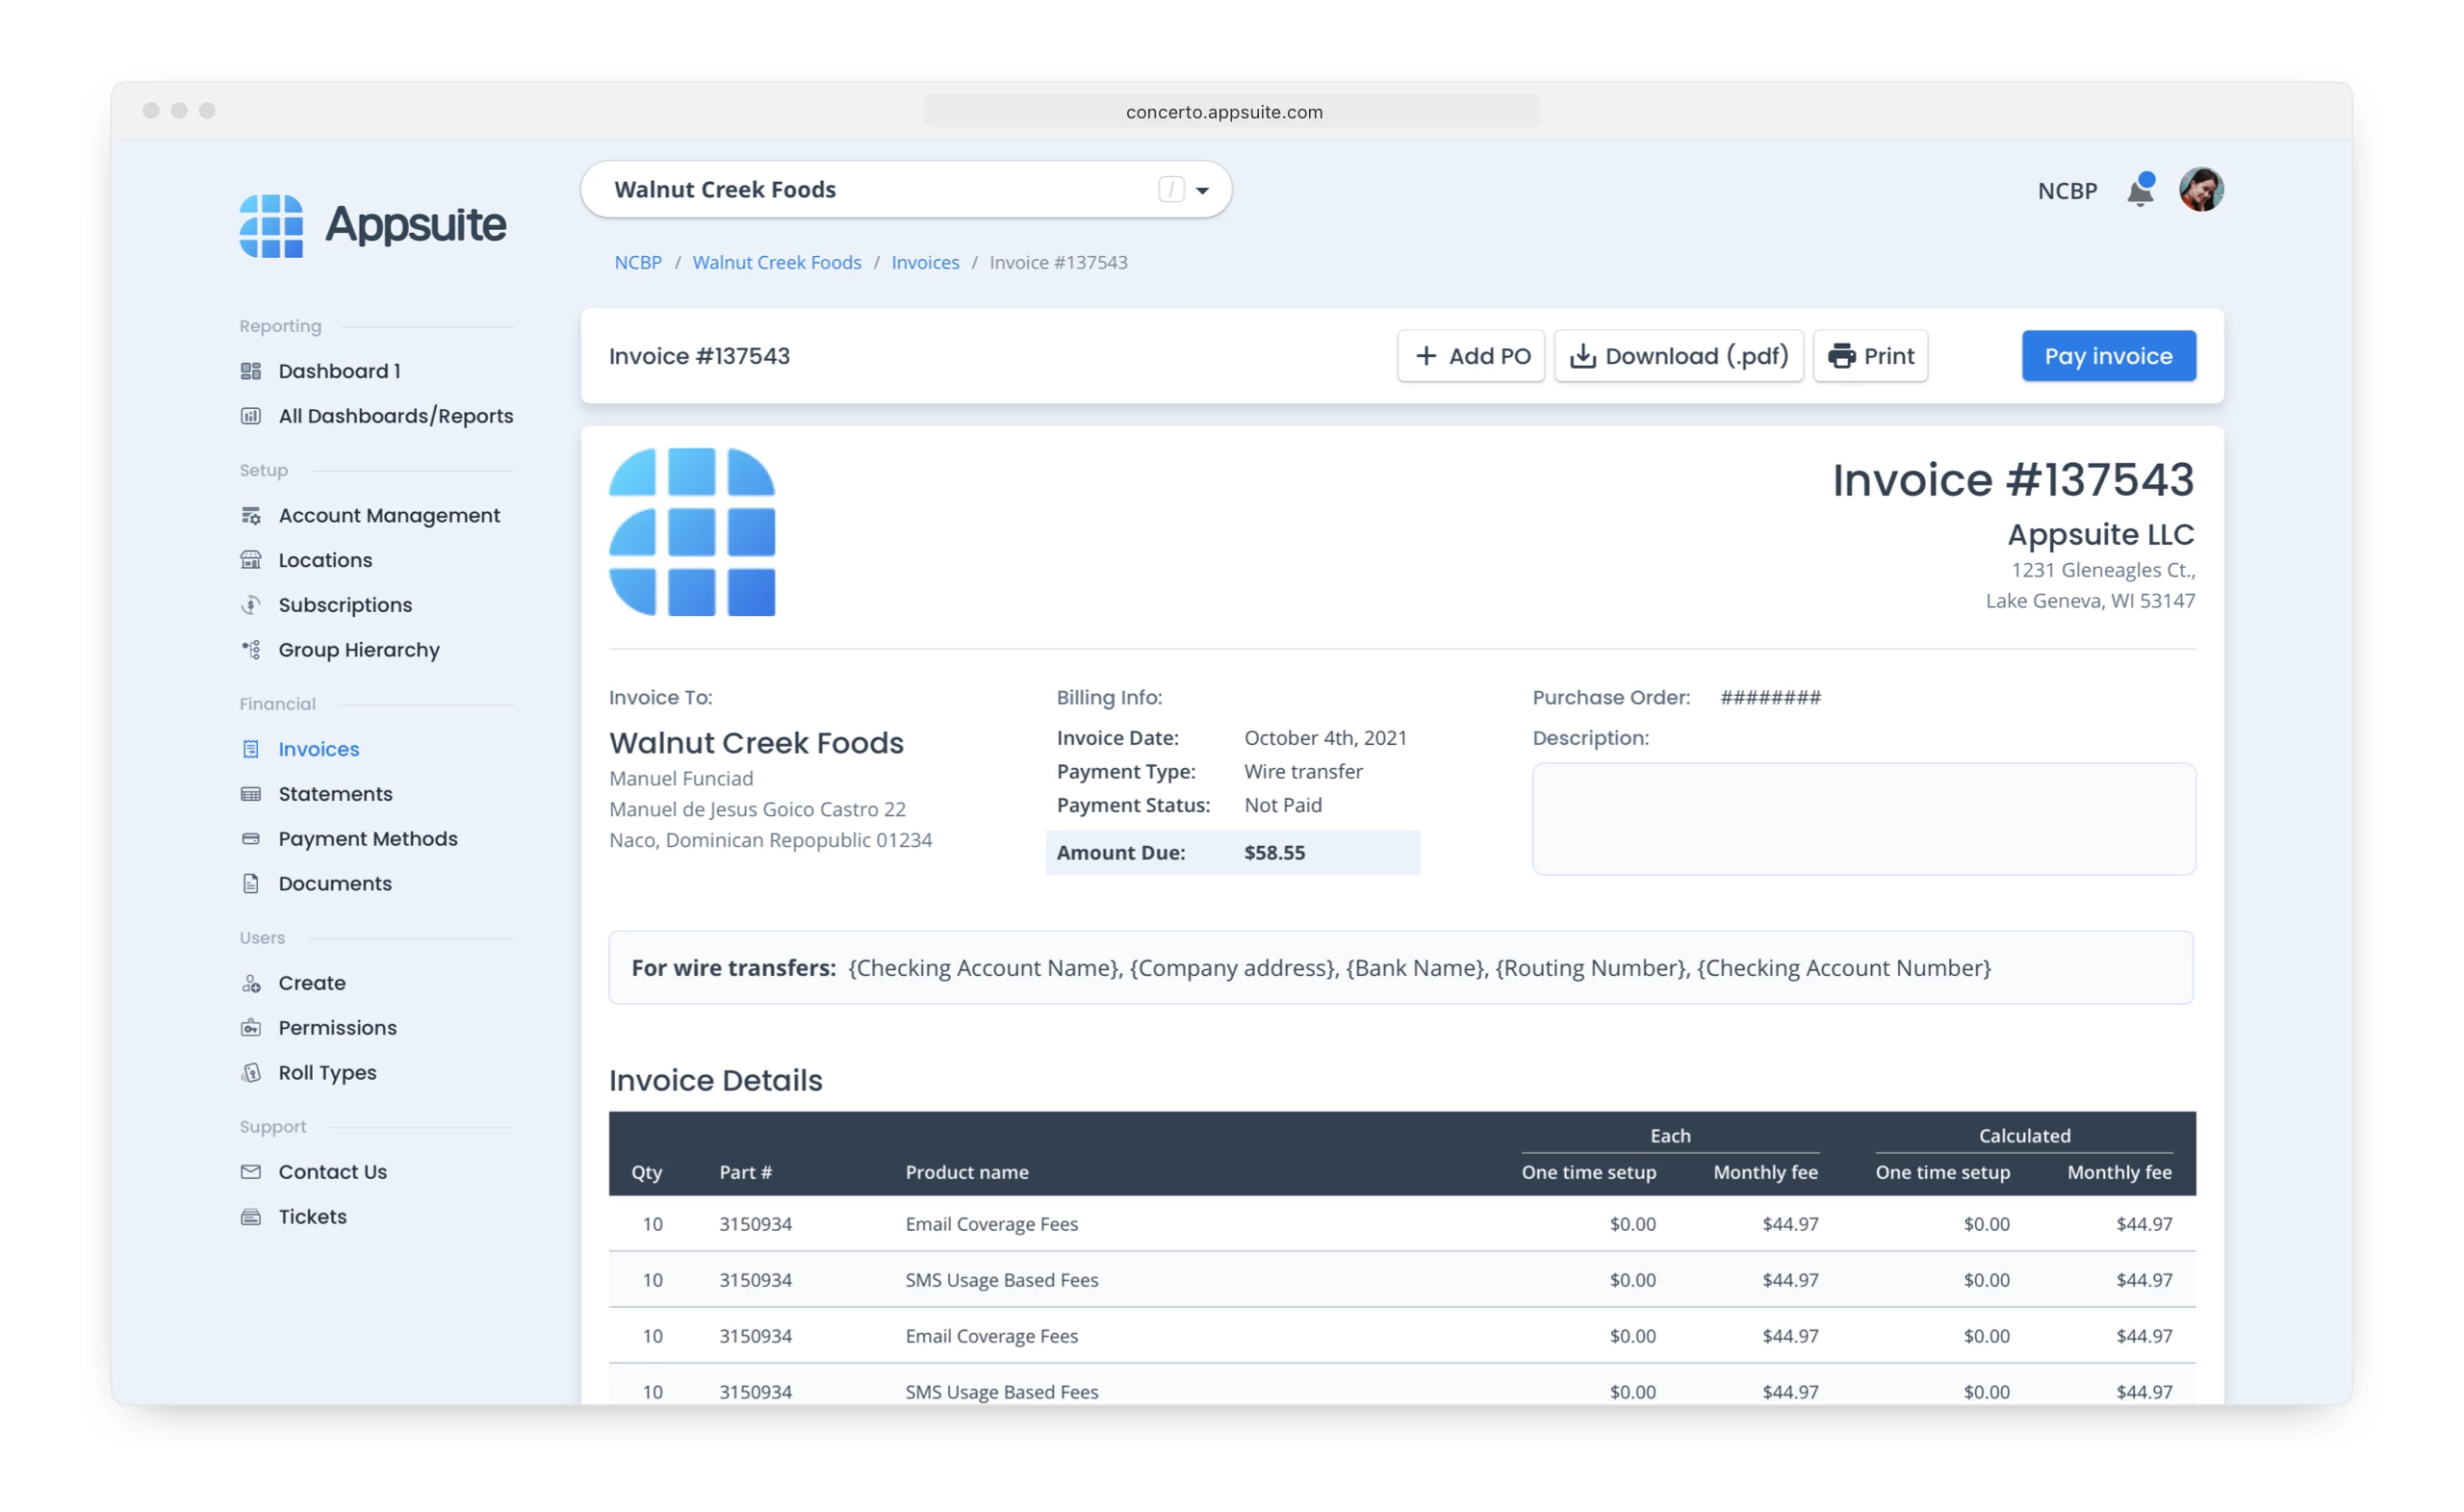 concerto.appsuite.com
Appsuite
Walnut Creek Foods /
NCBP
NCBP / Walnut Creek Foods / Invoices / Invoice #137543
Reporting
Dashboard 1
All Dashboards/Reports
Setup
Account Management
Locations
Subscriptions
Group Hierarchy
Financial
Invoices
Statements
Payment Methods
Documents
Users
Create
Permissions
Roll Types
Support
Contact Us
Tickets
Invoice #137543 + Add PO Download (.pdf) Print Pay invoice
Invoice #137543
Appsuite LLC
1231 Gleneagles Ct.,
Lake Geneva, WI 53147
Invoice To:
Walnut Creek Foods
Manuel Funciad
Manuel de Jesus Goico Castro 22
Naco, Dominican Repopublic 01234
Billing Info:
Invoice Date: October 4th, 2021
Payment Type: Wire transfer
Payment Status: Not Paid
Amount Due: $58.55
Purchase Order: ########
Description:
For wire transfers: {Checking Account Name}, {Company address}, {Bank Name}, {Routing Number}, {Checking Account Number}
Invoice Details
Each Calculated
Qty Part # Product name One time setup Monthly fee One time setup Monthly fee
10 3150934 Email Coverage Fees $0.00 $44.97 $0.00 $44.97
10 3150934 SMS Usage Based Fees $0.00 $44.97 $0.00 $44.97
10 3150934 Email Coverage Fees $0.00 $44.97 $0.00 $44.97
10 3150934 SMS Usage Based Fees $0.00 $44.97 $0.00 $44.97